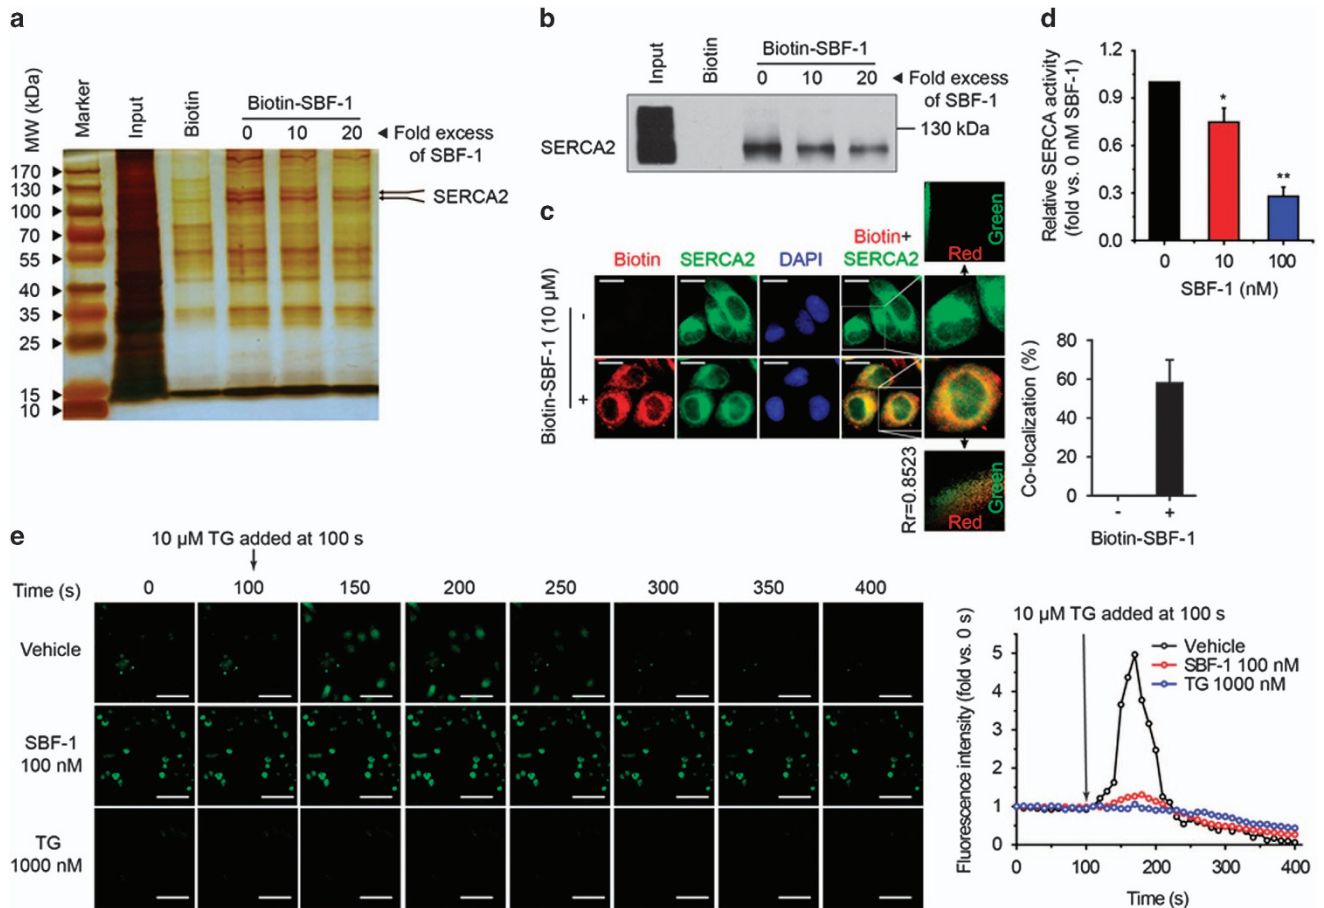 a
MW (kDa)
Marker
Input
Biotin
Biotin-SBF-1
0 10 20
◄ Fold excess
of SBF-1
170
130
100
70
55
40
35
25
15
10
SERCA2
b
Input
Biotin
Biotin-SBF-1
0 10 20
◄ Fold excess
of SBF-1
130 kDa
SERCA2
c
Biotin SERCA2 DAPI Biotin+
SERCA2
Biotin-SBF-1 (10 µM)
-
+
Red
Green
Rr=0.8523
Red
Green
Co-localization (%)
80
60
40
20
0
- +
Biotin-SBF-1
d
Relative SERCA activity
(fold vs. 0 nM SBF-1)
1.2
0.9
0.6
0.3
0.0
*
**
0 10 100
SBF-1 (nM)
e
10 µM TG added at 100 s
Time (s) 0 100 150 200 250 300 350 400
Vehicle
SBF-1
100 nM
TG
1000 nM
10 µM TG added at 100 s
Fluorescence intensity (fold vs. 0 s)
5
4
3
2
1
0
Vehicle
SBF-1 100 nM
TG 1000 nM
0 100 200 300 400
Time (s)